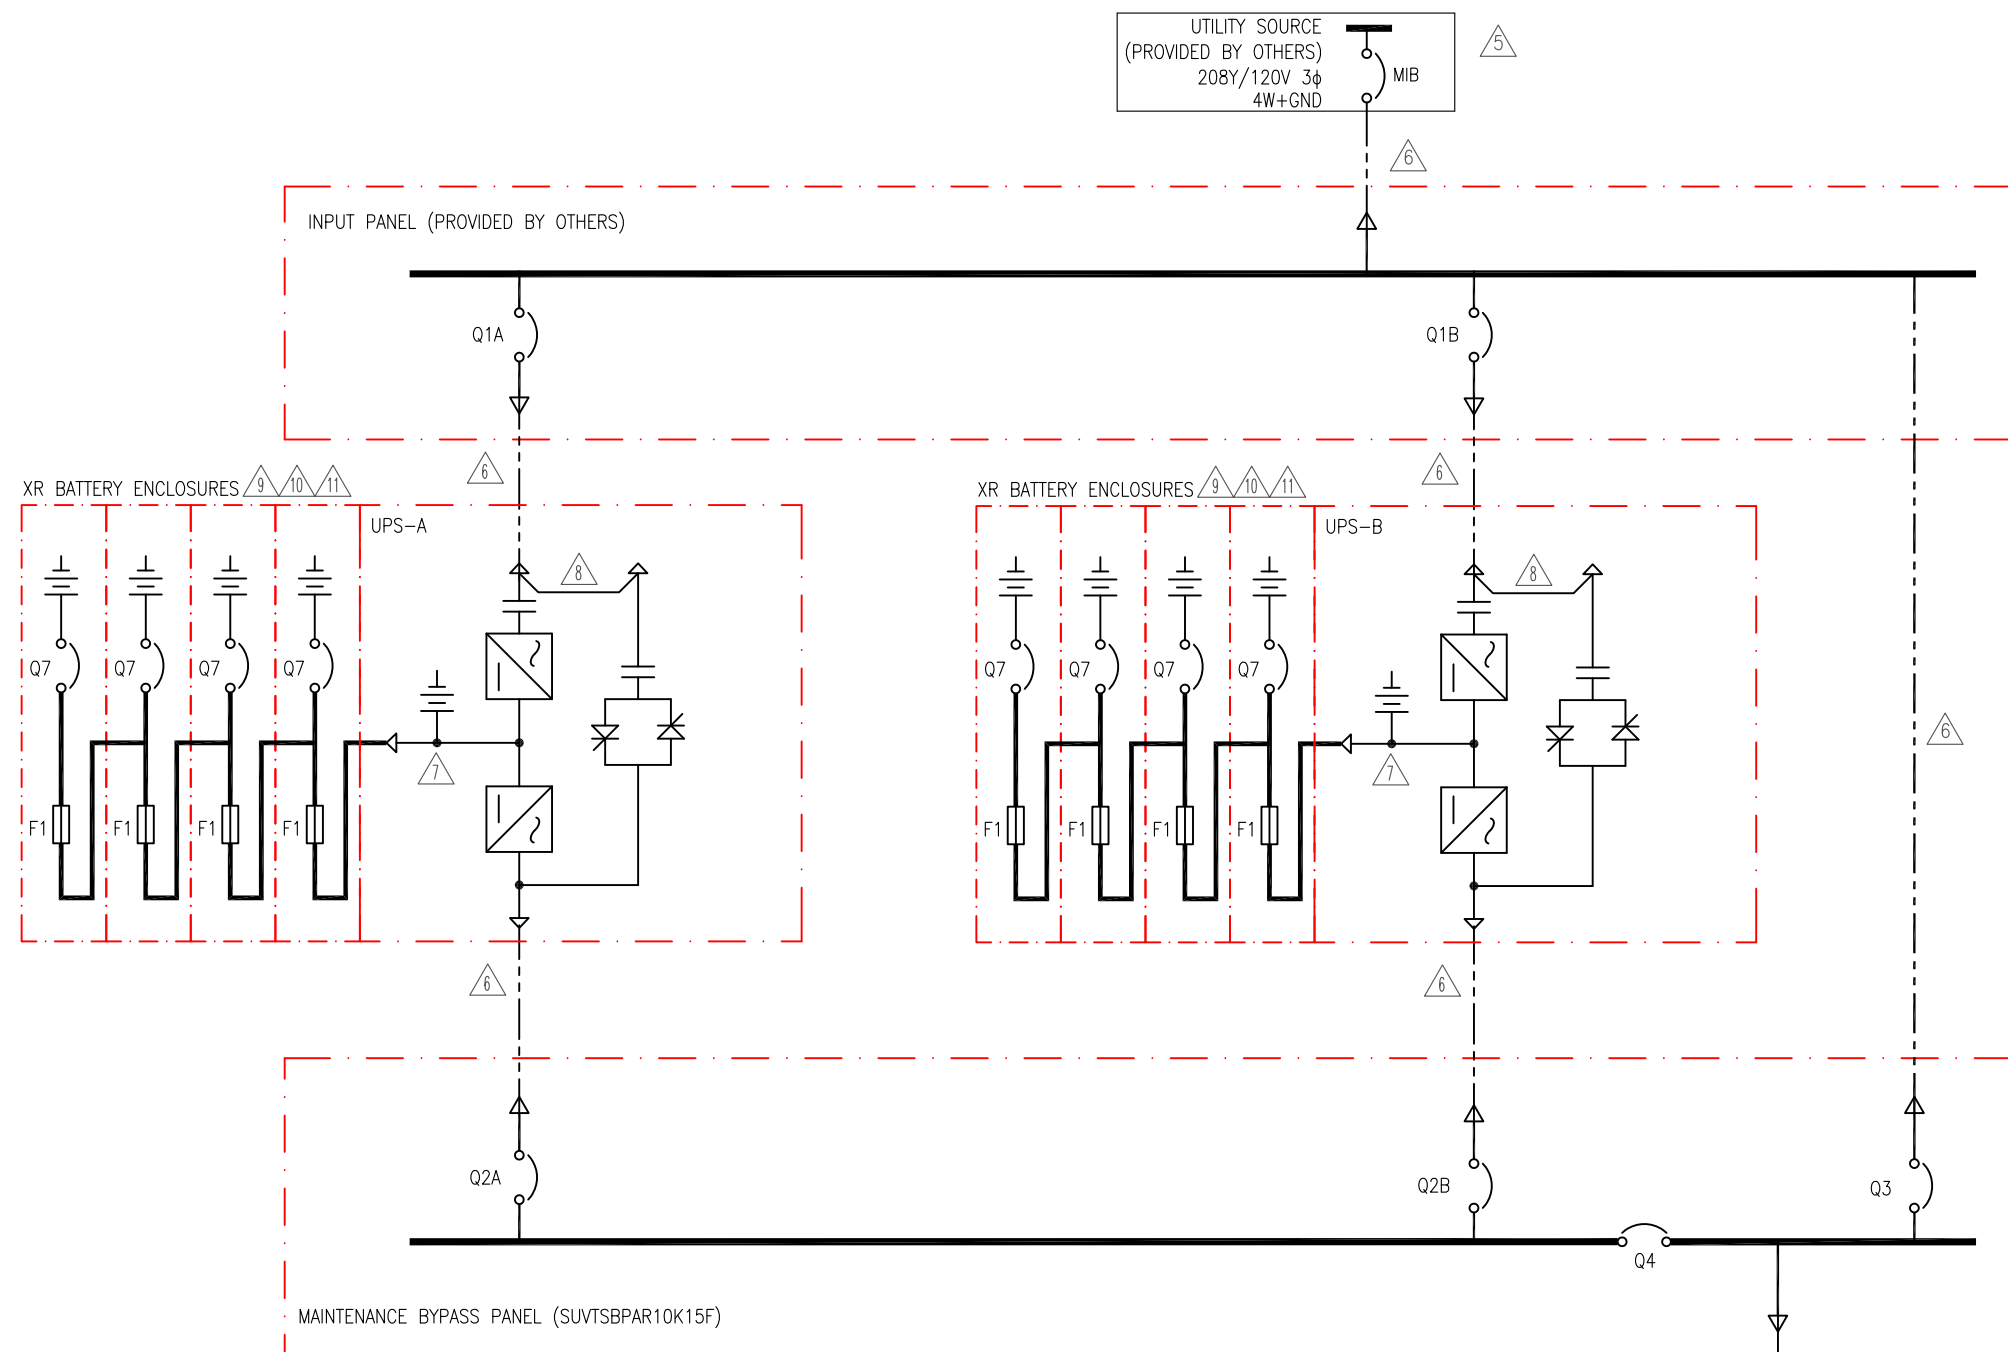 UTILITY SOURCE
(PROVIDED BY OTHERS)
208Y/120V 3ϕ
4W+GND
MIB
5
6
INPUT PANEL (PROVIDED BY OTHERS)
Q1A
Q1B
6
6
XR BATTERY ENCLOSURES 9 10 11
XR BATTERY ENCLOSURES 9 10 11
UPS-A
UPS-B
8
8
Q7 Q7 Q7 Q7
Q7 Q7 Q7 Q7
6
7
7
F1 F1 F1 F1
F1 F1 F1 F1
6
6
Q2A
Q2B
Q3
Q4
MAINTENANCE BYPASS PANEL (SUVTSBPAR10K15F)